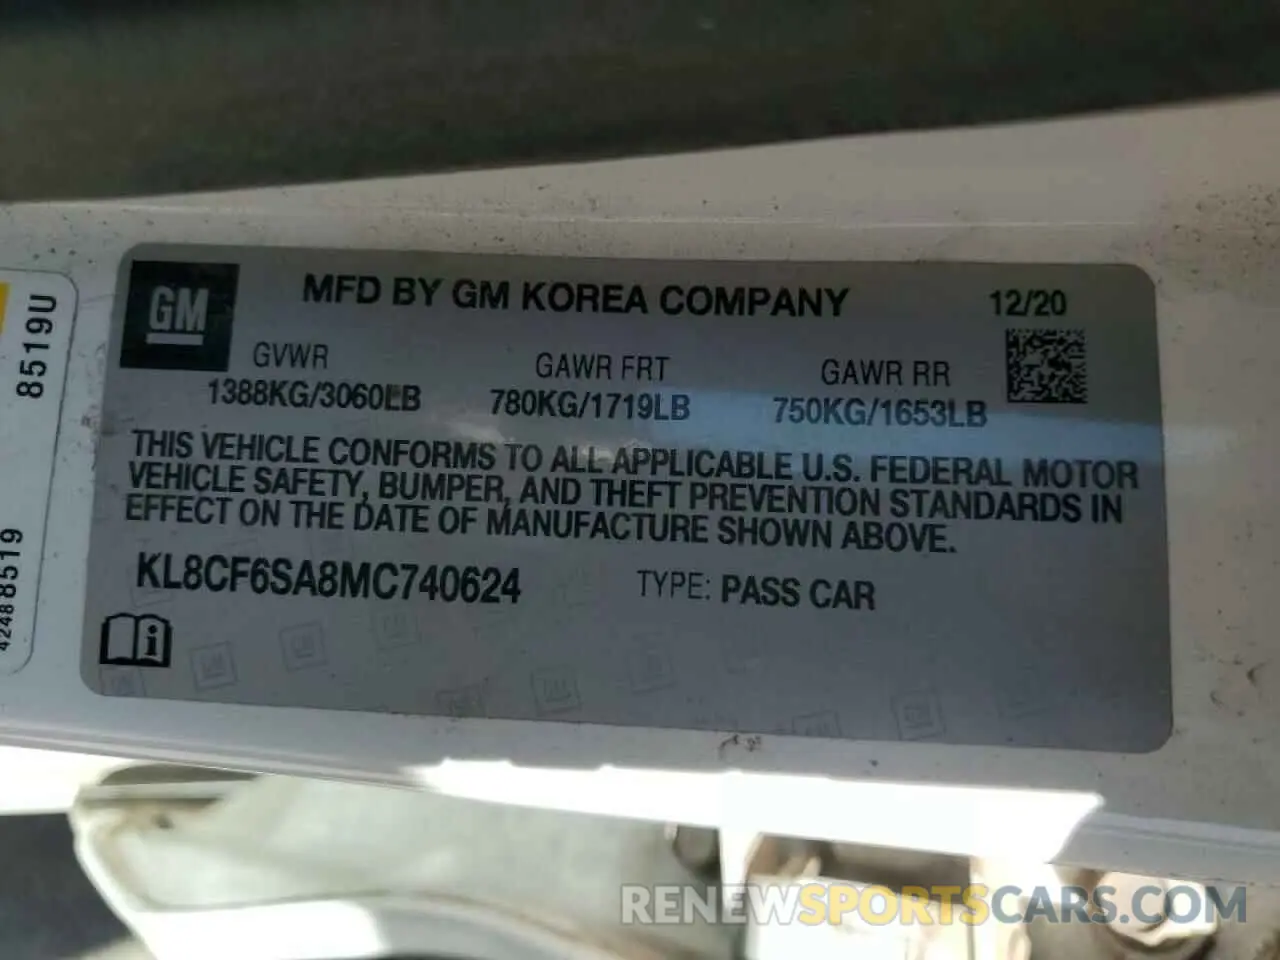 GM
MFD BY GM KOREA COMPANY 12/20
GVWR GAWR FRT GAWR RR
1388KG/3060LB 780KG/1719LB 750KG/1653LB
THIS VEHICLE CONFORMS TO ALL APPLICABLE U.S. FEDERAL MOTOR
VEHICLE SAFETY, BUMPER, AND THEFT PREVENTION STANDARDS IN
EFFECT ON THE DATE OF MANUFACTURE SHOWN ABOVE.
KL8CF6SA8MC740624 TYPE: PASS CAR
8519U
42488519
RENEWSPORTSCARS.COM